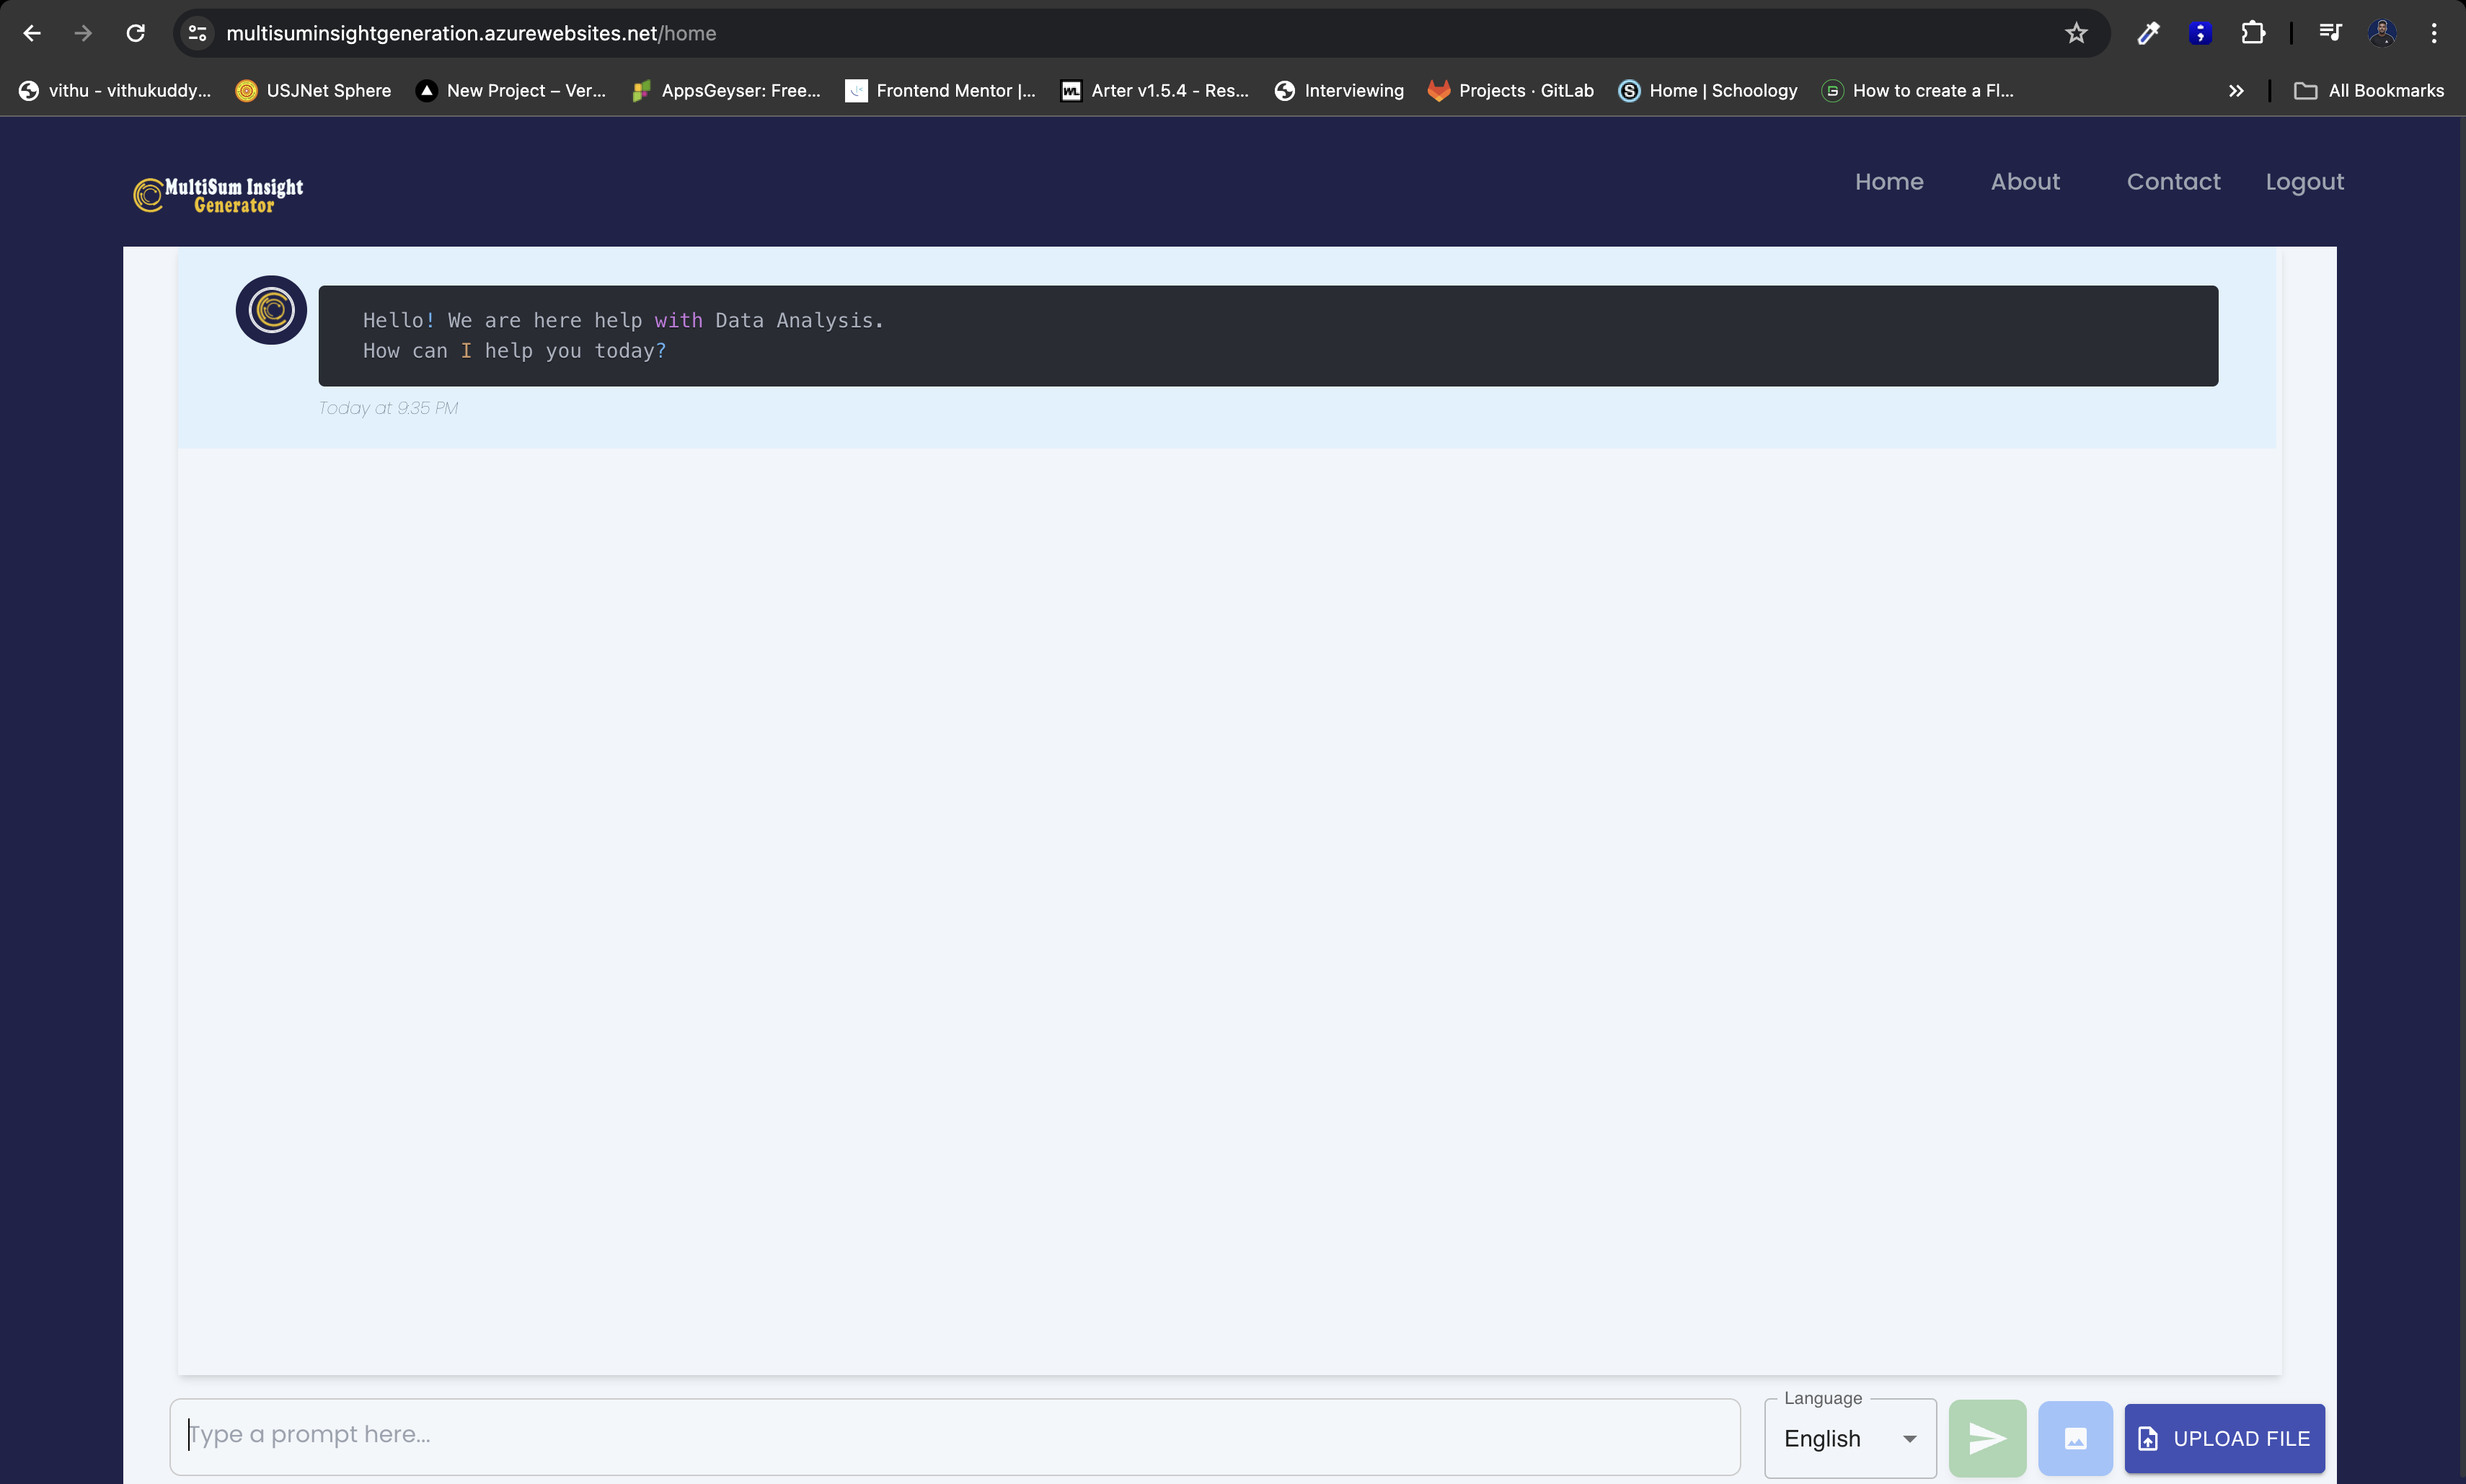 multisuminsightgeneration.azurewebsites.net/home
vithu - vithukuddy... USJNet Sphere New Project – Ver... AppsGeyser: Free... Frontend Mentor |... WL Arter v1.5.4 - Res... Interviewing Projects · GitLab S Home | Schoology How to create a Fl... » All Bookmarks
MultiSum Insight
Generator
Home About Contact Logout
Hello! We are here help with Data Analysis.
How can I help you today?
Today at 9:35 PM
Language
Type a prompt here... English UPLOAD FILE